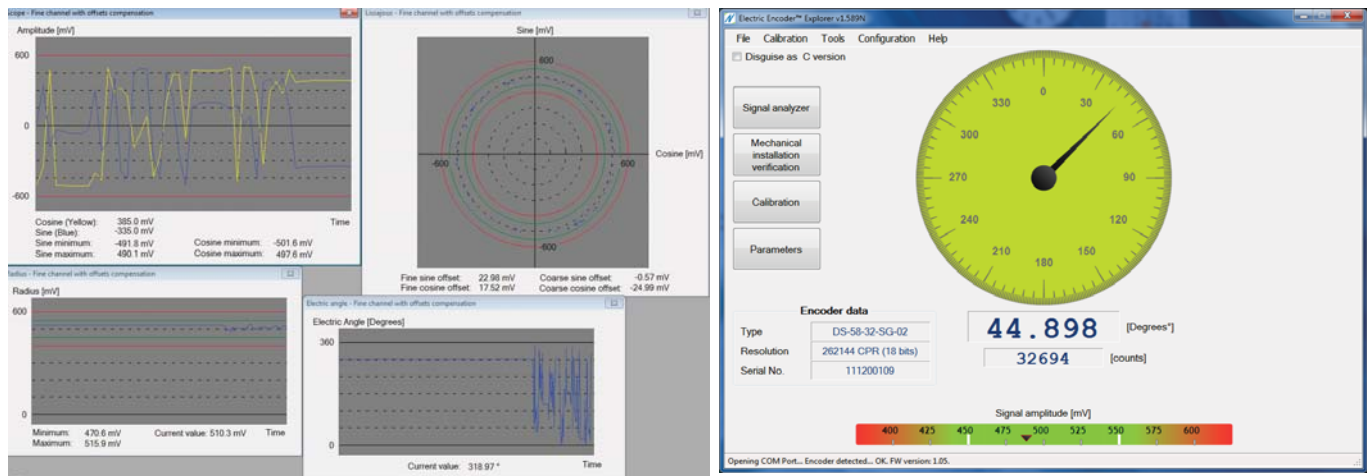 Scope - Fine channel with offsets compensation
Amplitude [mV]
600
0
-600
Cosine (Yellow): 385.0 mV Time
Sine (Blue): -335.0 mV
Sine minimum: -491.8 mV Cosine minimum: -501.6 mV
Sine maximum: 490.1 mV Cosine maximum: 497.6 mV
Lissajous - Fine channel with offsets compensation
Sine [mV]
600
Cosine [mV]
-600
600
-600
Fine sine offset: 22.98 mV Coarse sine offset: -0.57 mV
Fine cosine offset: 17.52 mV Coarse cosine offset: -24.99 mV
Radius - Fine channel with offsets compensation
Radius [mV]
600
0
Minimum: 470.6 mV Current value: 510.3 mV Time
Maximum: 515.9 mV
Electric angle - Fine channel with offsets compensation
Electric Angle [Degrees]
360
0
Current value: 318.97 ° Time
Electric Encoder™ Explorer v1.589N
File Calibration Tools Configuration Help
Disguise as C version
Signal analyzer
Mechanical
installation
verification
Calibration
Parameters
0
30
60
90
120
150
180
210
240
270
300
330
Encoder data
Type DS-58-32-SG-02
Resolution 262144 CPR (18 bits)
Serial No. 111200109
44.898 [Degrees°]
32694 [counts]
Signal amplitude [mV]
400 425 450 475 500 525 550 575 600
Opening COM Port... Encoder detected... OK. FW version: 1.05.